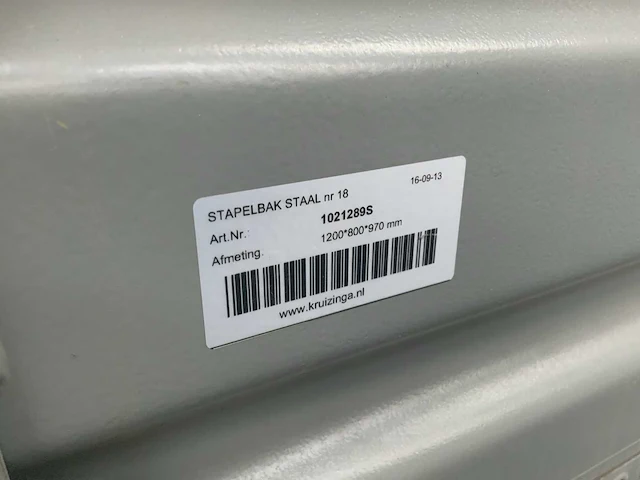 STAPELBAK STAAL nr 18 16-09-13
Art.Nr.: 1021289S
Afmeting. 1200*800*970 mm
www.kruizinga.nl